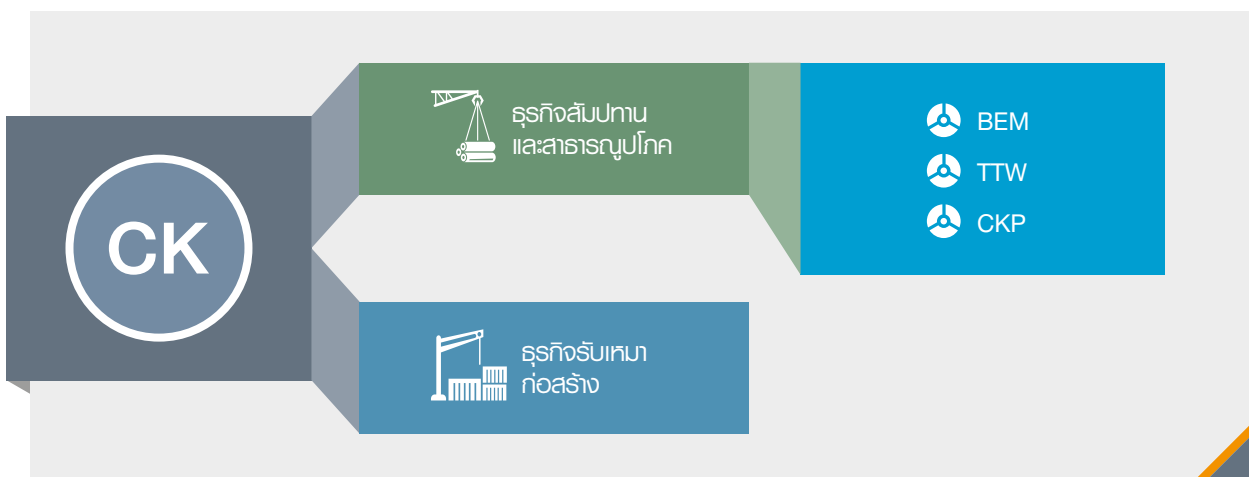 CK
ธุรกิจสัมปทาน
และสาธารณูปโภค
BEM
TTW
CKP
ธุรกิจรับเหมา
ก่อสร้าง